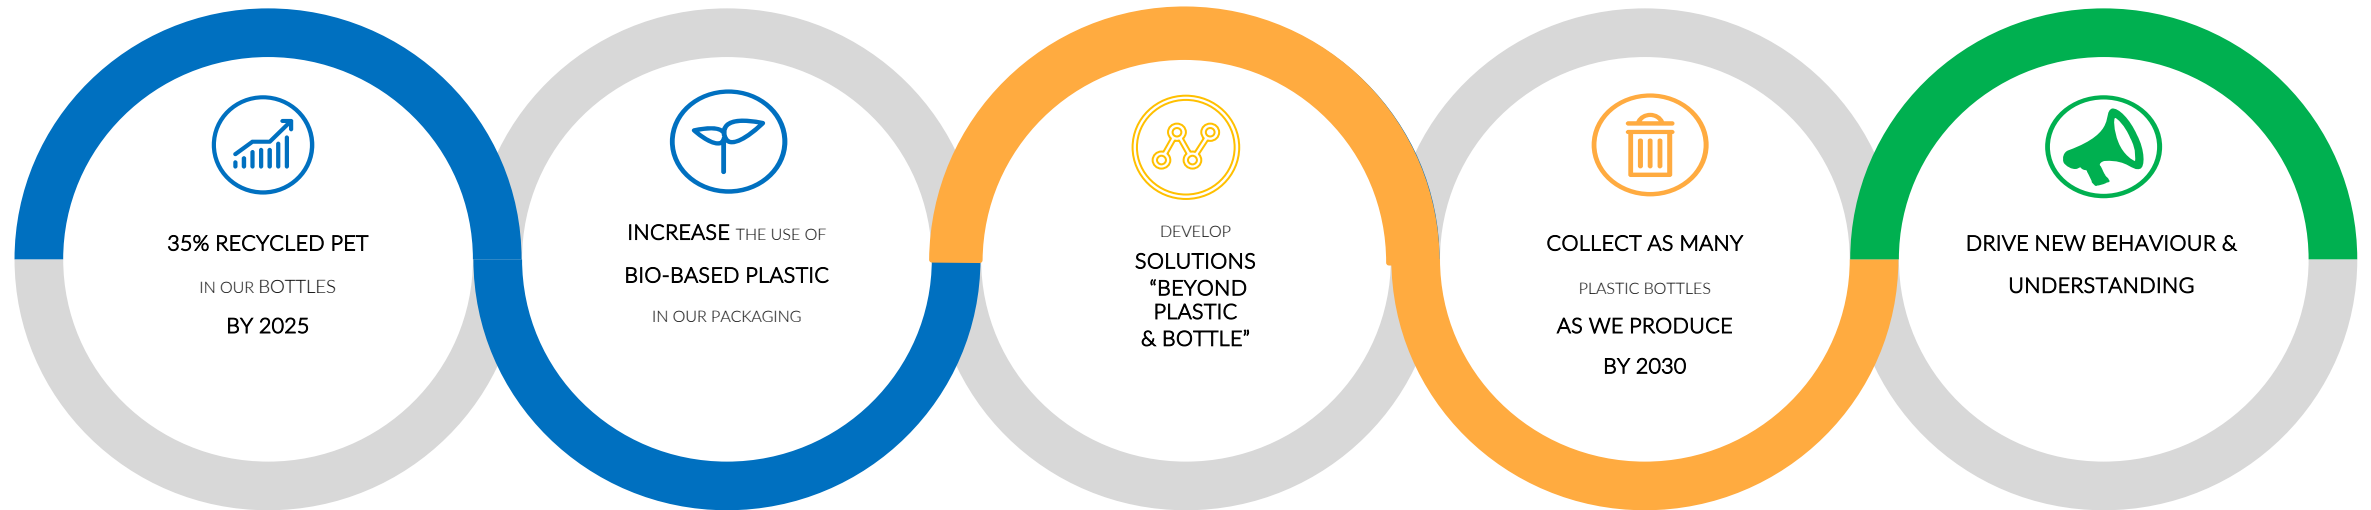 35% RECYCLED PET
IN OUR BOTTLES
BY 2025
INCREASE THE USE OF
BIO-BASED PLASTIC
IN OUR PACKAGING
DEVELOP
SOLUTIONS
“BEYOND
PLASTIC
& BOTTLE”
COLLECT AS MANY
PLASTIC BOTTLES
AS WE PRODUCE
BY 2030
DRIVE NEW BEHAVIOUR &
UNDERSTANDING